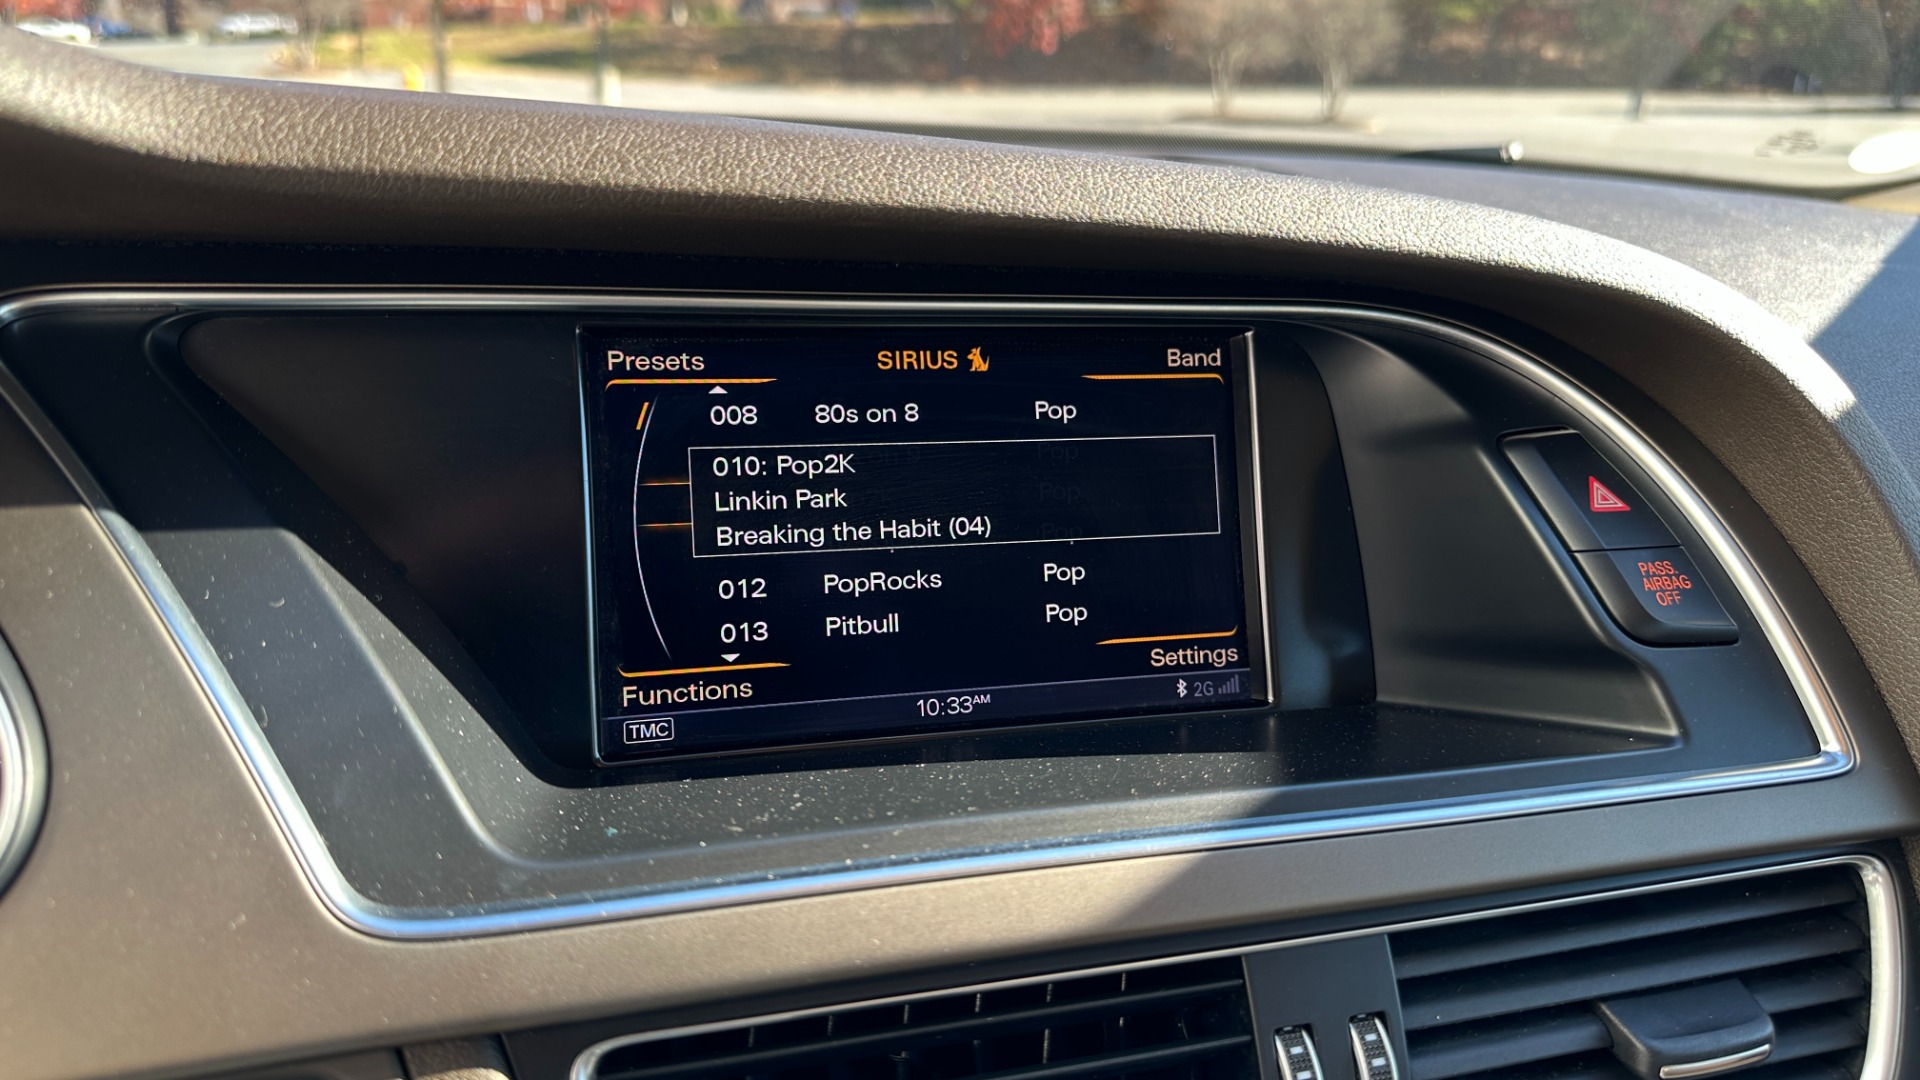 Presets SIRIUS Band
008 80s on 8 Pop
010: Pop2K
Linkin Park
Breaking the Habit (04)
012 PopRocks Pop
013 Pitbull Pop
Settings
Functions
TMC 10:33AM 2G
PASS.
AIRBAG
OFF